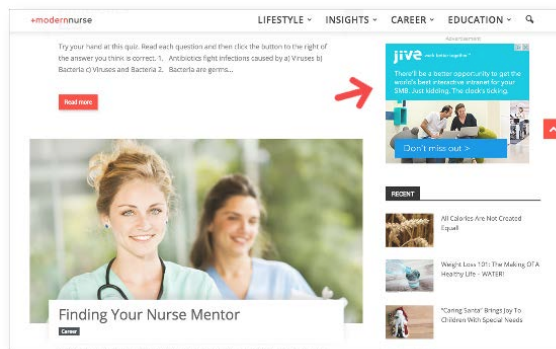 +modernnurse
LIFESTYLE
INSIGHTS
CAREER
EDUCATION
Try your hand at this quiz. Read each question and then click the button to the right of
the answer you think is correct. 1. Antibiotics fight infections caused by a) Viruses b)
Bacteria c) Viruses and Bacteria 2. Bacteria are germs...
Read more
Finding Your Nurse Mentor
Career
Advertisement
jive work better together™
There'll be a better opportunity to get the
world's best interactive intranet for your
SMB. Just kidding. The clock's ticking.
Don't miss out >
RECENT
All Calories Are Not Created
Equal!
Weight Loss 101: The Making Of A
Healthy Life – WATER!
"Caring Santa" Brings Joy To
Children With Special Needs